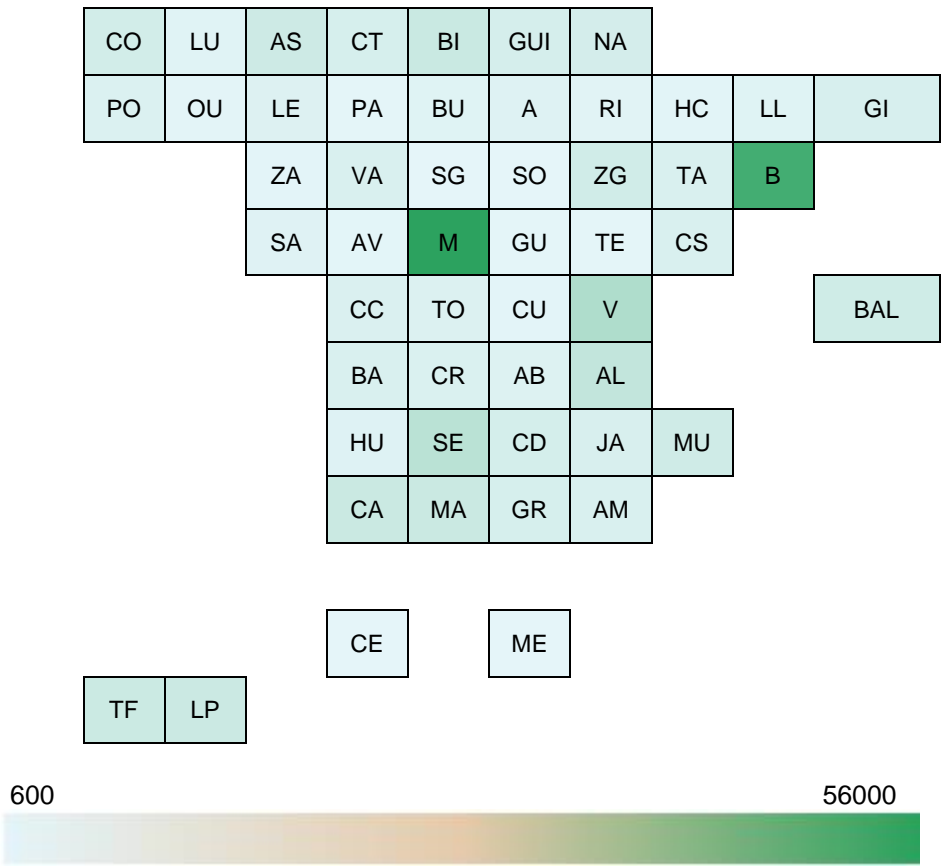 CO LU AS CT BI GUI NA
PO OU LE PA BU A RI HC LL GI
ZA VA SG SO ZG TA B
SA AV M GU TE CS
CC TO CU V BAL
BA CR AB AL
HU SE CD JA MU
CA MA GR AM
CE ME
TF LP
600 56000